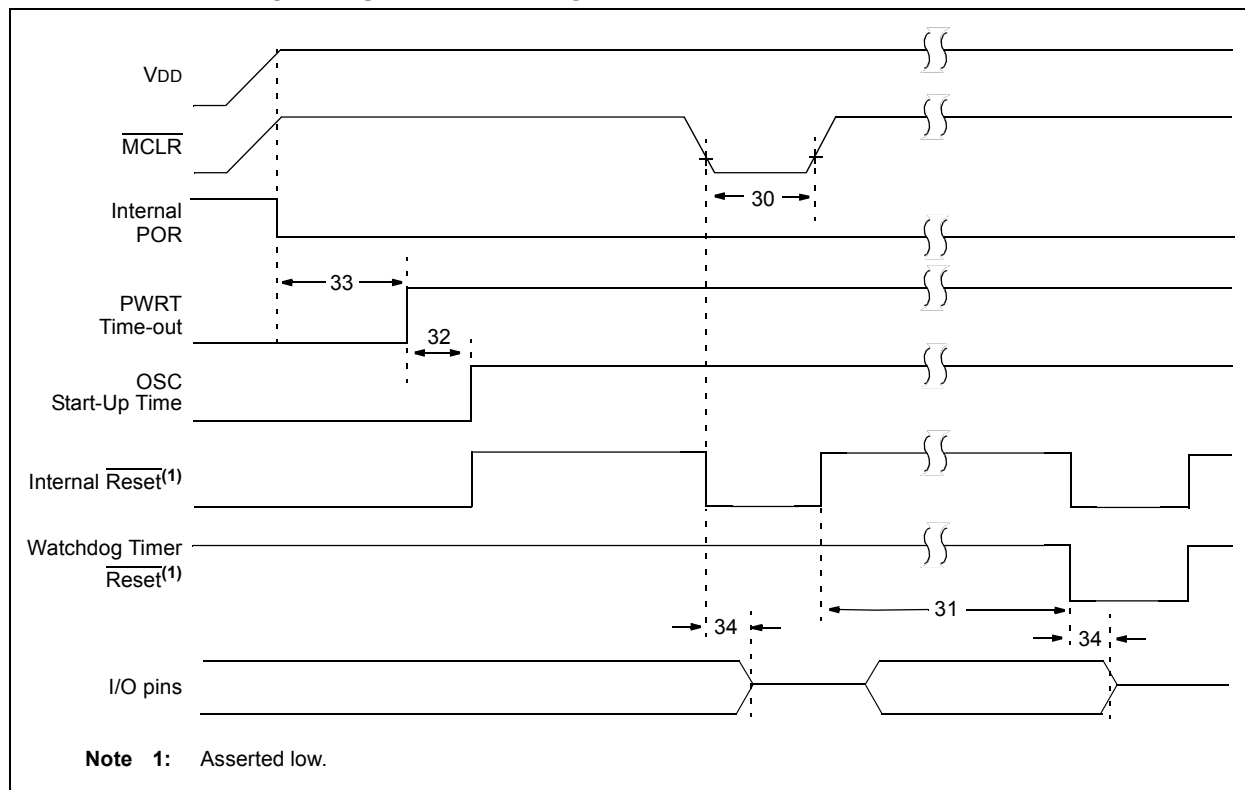 VDD
MCLR
30
Internal
POR
33
PWRT
Time-out
32
OSC
Start-Up Time
Internal Reset(1)
Watchdog Timer
Reset(1)
31
34
34
I/O pins
Note 1: Asserted low.